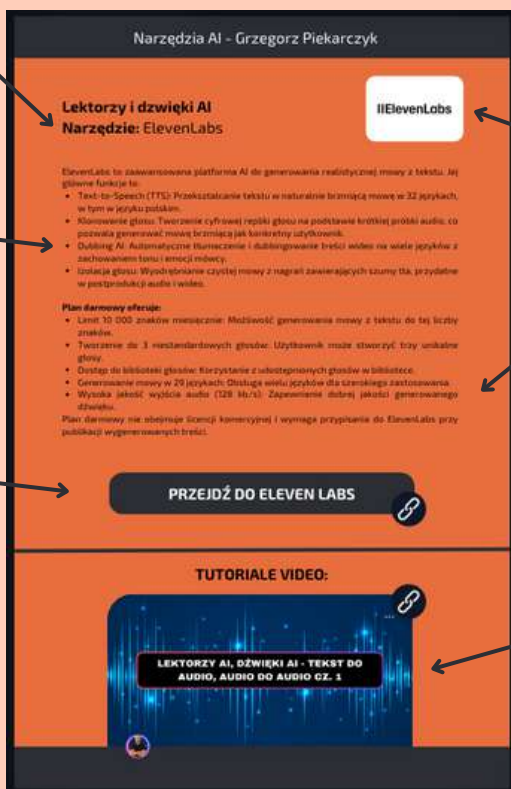 Narzędzia AI - Grzegorz Piekarczyk
Lektorzy i dzwięki AI
Narzędzie: ElevenLabs
IIElevenLabs
ElevenLabs to zaawansowana platforma AI do generowania realistycznej mowy z tekstu. Jej
główne funkcje to:
• Text-to-Speech (TTS): Przekształcanie tekstu w naturalnie brzmiącą mowę w 32 językach,
w tym w języku polskim.
• Klonowanie głosu: Tworzenie cyfrowej repliki głosu na podstawie krótkiej próbki audio, co
pozwala generować mowę brzmiącą jak konkretny użytkownik.
• Dubbing AI: Automatyczne tłumaczenie i dubbingowanie treści wideo na wiele języków z
zachowaniem tonu i emocji mówcy.
• Izolacja głosu: Wyodrębnianie czystej mowy z nagrań zawierających szumy tła, przydatne
w postprodukcji audio i wideo.
Plan darmowy oferuje:
• Limit 10 000 znaków miesięcznie: Możliwość generowania mowy z tekstu do tej liczby
znaków.
• Tworzenie do 3 niestandardowych głosów: Użytkownik może stworzyć trzy unikalne
głosy.
• Dostęp do biblioteki głosów: Korzystanie z udostępnionych głosów w bibliotece.
• Generowanie mowy w 29 językach: Obsługa wielu języków dla szerokiego zastosowania.
• Wysoka jakość wyjścia audio (128 kb/s): Zapewnienie dobrej jakości generowanego
dźwięku.
Plan darmowy nie obejmuje licencji komercyjnej i wymaga przypisania do ElevenLabs przy
publikacji wygenerowanych treści.
PRZEJDŹ DO ELEVEN LABS
TUTORIALE VIDEO:
LEKTORZY AI, DŹWIĘKI AI - TEKST DO
AUDIO, AUDIO DO AUDIO CZ. 1